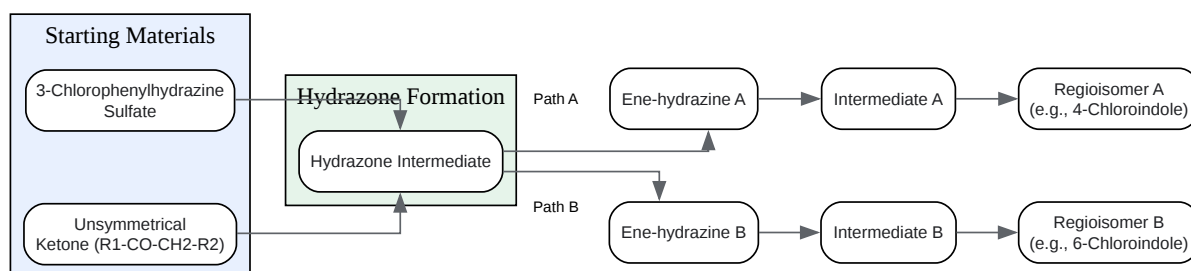 Starting Materials
3-Chlorophenylhydrazine
Sulfate
Unsymmetrical
Ketone (R1-CO-CH2-R2)
Hydrazone Formation
Hydrazone Intermediate
Path A
Ene-hydrazine A
Intermediate A
Regioisomer A
(e.g., 4-Chloroindole)
Path B
Ene-hydrazine B
Intermediate B
Regioisomer B
(e.g., 6-Chloroindole)